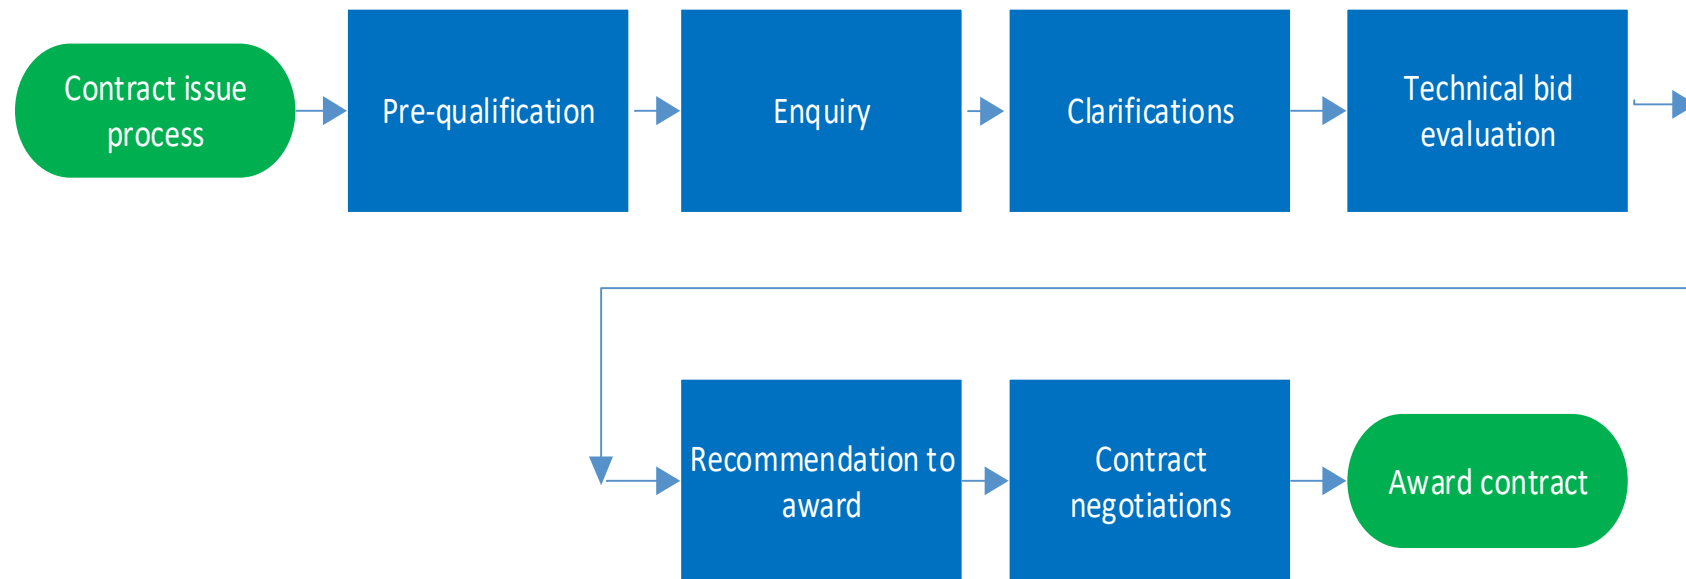 Contract issue
process
Pre-qualification
Enquiry
Clarifications
Technical bid
evaluation
Recommendation to
award
Contract
negotiations
Award contract